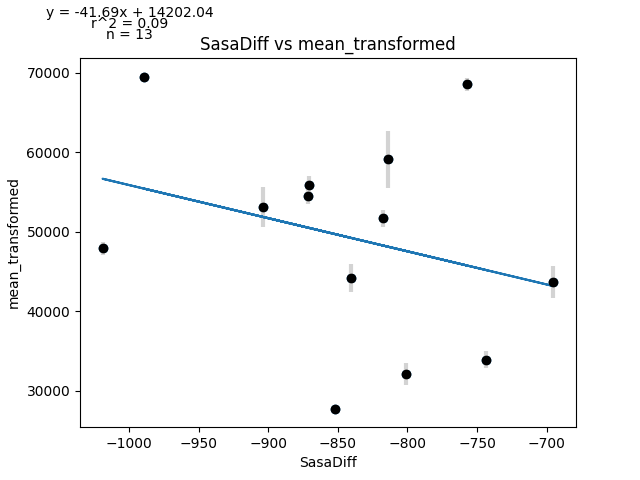 y = -41.69x + 14202.04
r^2 = 0.09
n = 13
SasaDiff vs mean_transformed
70000
60000
50000
40000
30000
mean_transformed
−1000
−950
−900
−850
−800
−750
−700
SasaDiff